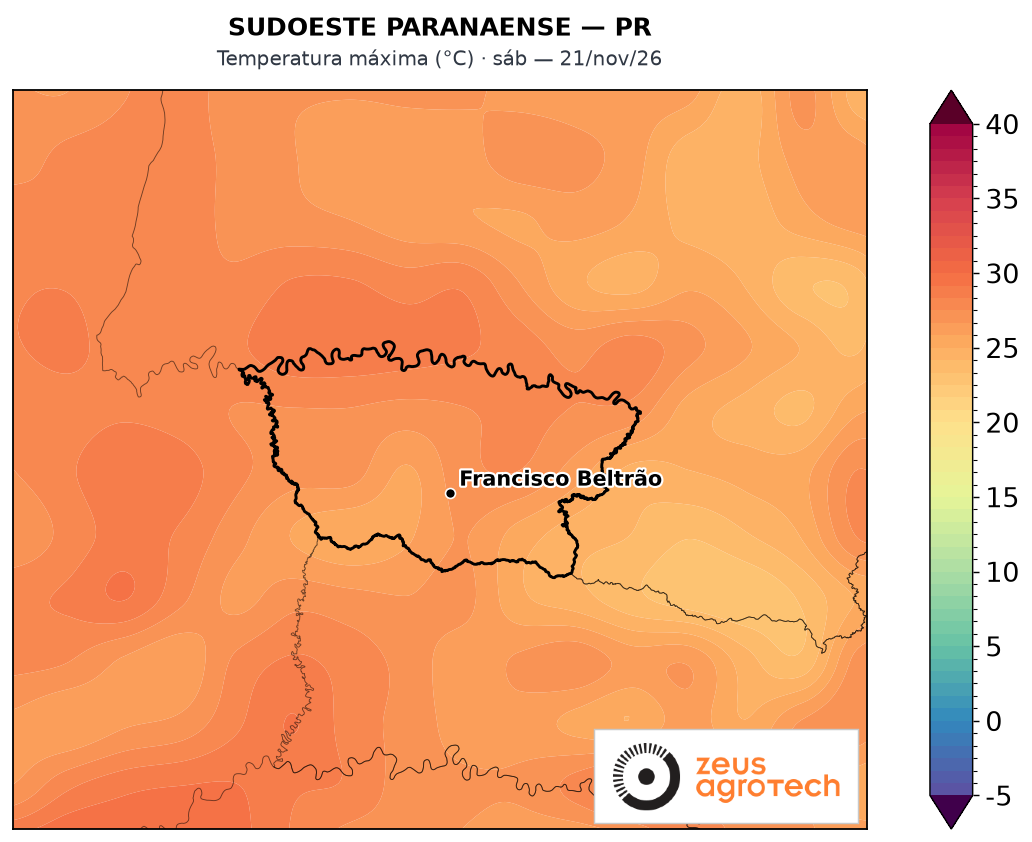 SUDOESTE PARANAENSE — PR
Temperatura máxima (°C) · sáb — 21/nov/26
40
35
30
25
20
15
10
5
0
-5
Francisco Beltrão
zeus
agrotech